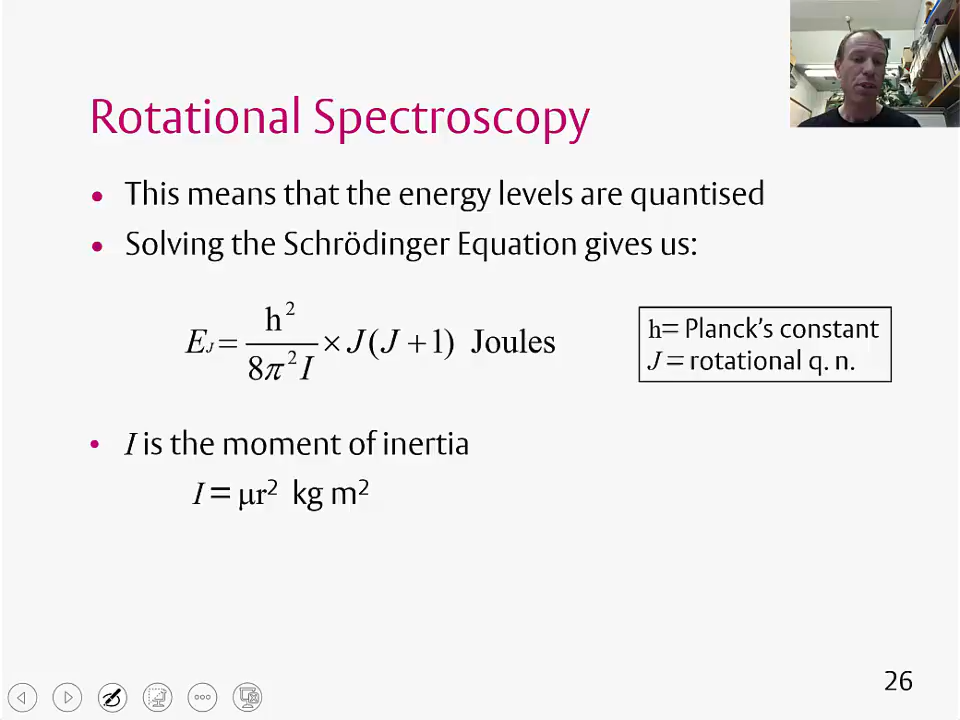 Rotational Spectroscopy
• This means that the energy levels are quantised
• Solving the Schrödinger Equation gives us:
E_J = h² / 8π²I × J(J + 1) Joules
h= Planck's constant
J = rotational q. n.
• I is the moment of inertia
I = μr² kg m²
26